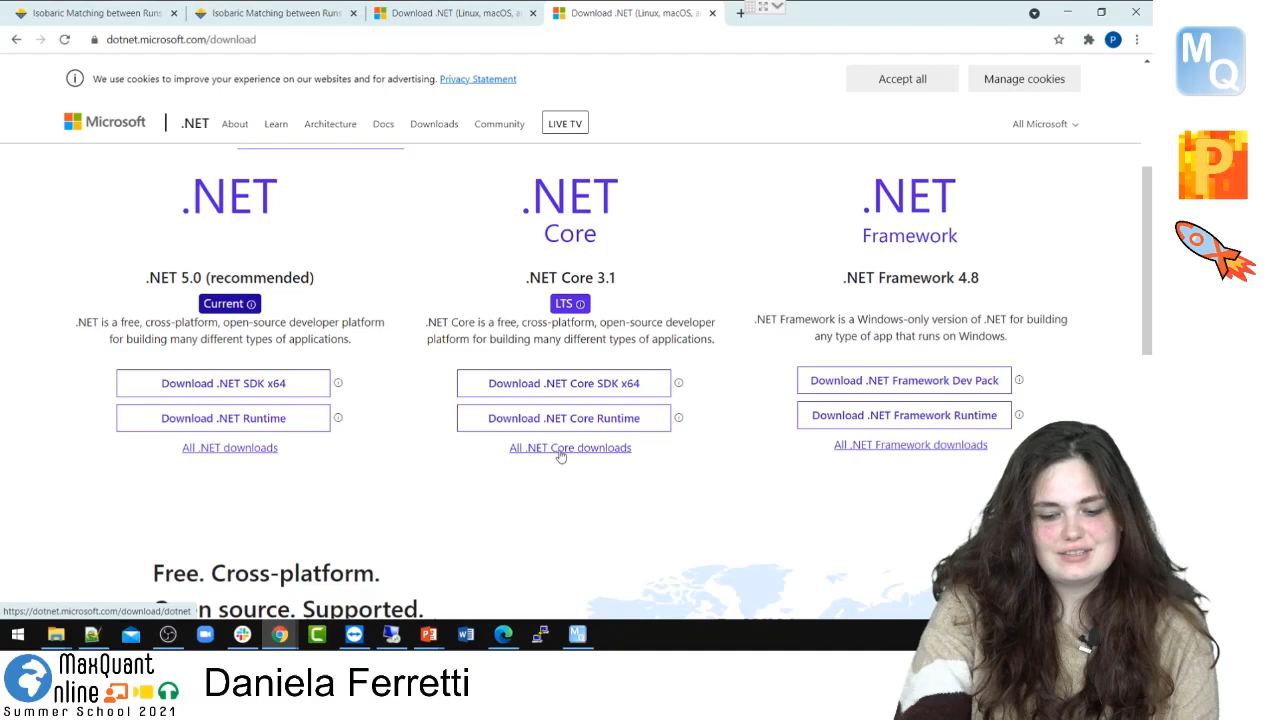 Isobaric Matching between Runs
Isobaric Matching between Runs
Download .NET (Linux, macOS, a
Download .NET (Linux, macOS, a
dotnet.microsoft.com/download
P
We use cookies to improve your experience on our websites and for advertising. Privacy Statement
Accept all
Manage cookies
Microsoft
.NET
About
Learn
Architecture
Docs
Downloads
Community
LIVE TV
All Microsoft
.NET
.NET 5.0 (recommended)
Current
.NET is a free, cross-platform, open-source developer platform
for building many different types of applications.
Download .NET SDK x64
Download .NET Runtime
All .NET downloads
.NET
Core
.NET Core 3.1
LTS
.NET Core is a free, cross-platform, open-source developer
platform for building many different types of applications.
Download .NET Core SDK x64
Download .NET Core Runtime
All .NET Core downloads
.NET
Framework
.NET Framework 4.8
.NET Framework is a Windows-only version of .NET for building
any type of app that runs on Windows.
Download .NET Framework Dev Pack
Download .NET Framework Runtime
All .NET Framework downloads
Free. Cross-platform.
Open source. Supported.
https://dotnet.microsoft.com/download/dotnet
MQ
P
MaxQuant
Online
Summer School 2021
Daniela Ferretti